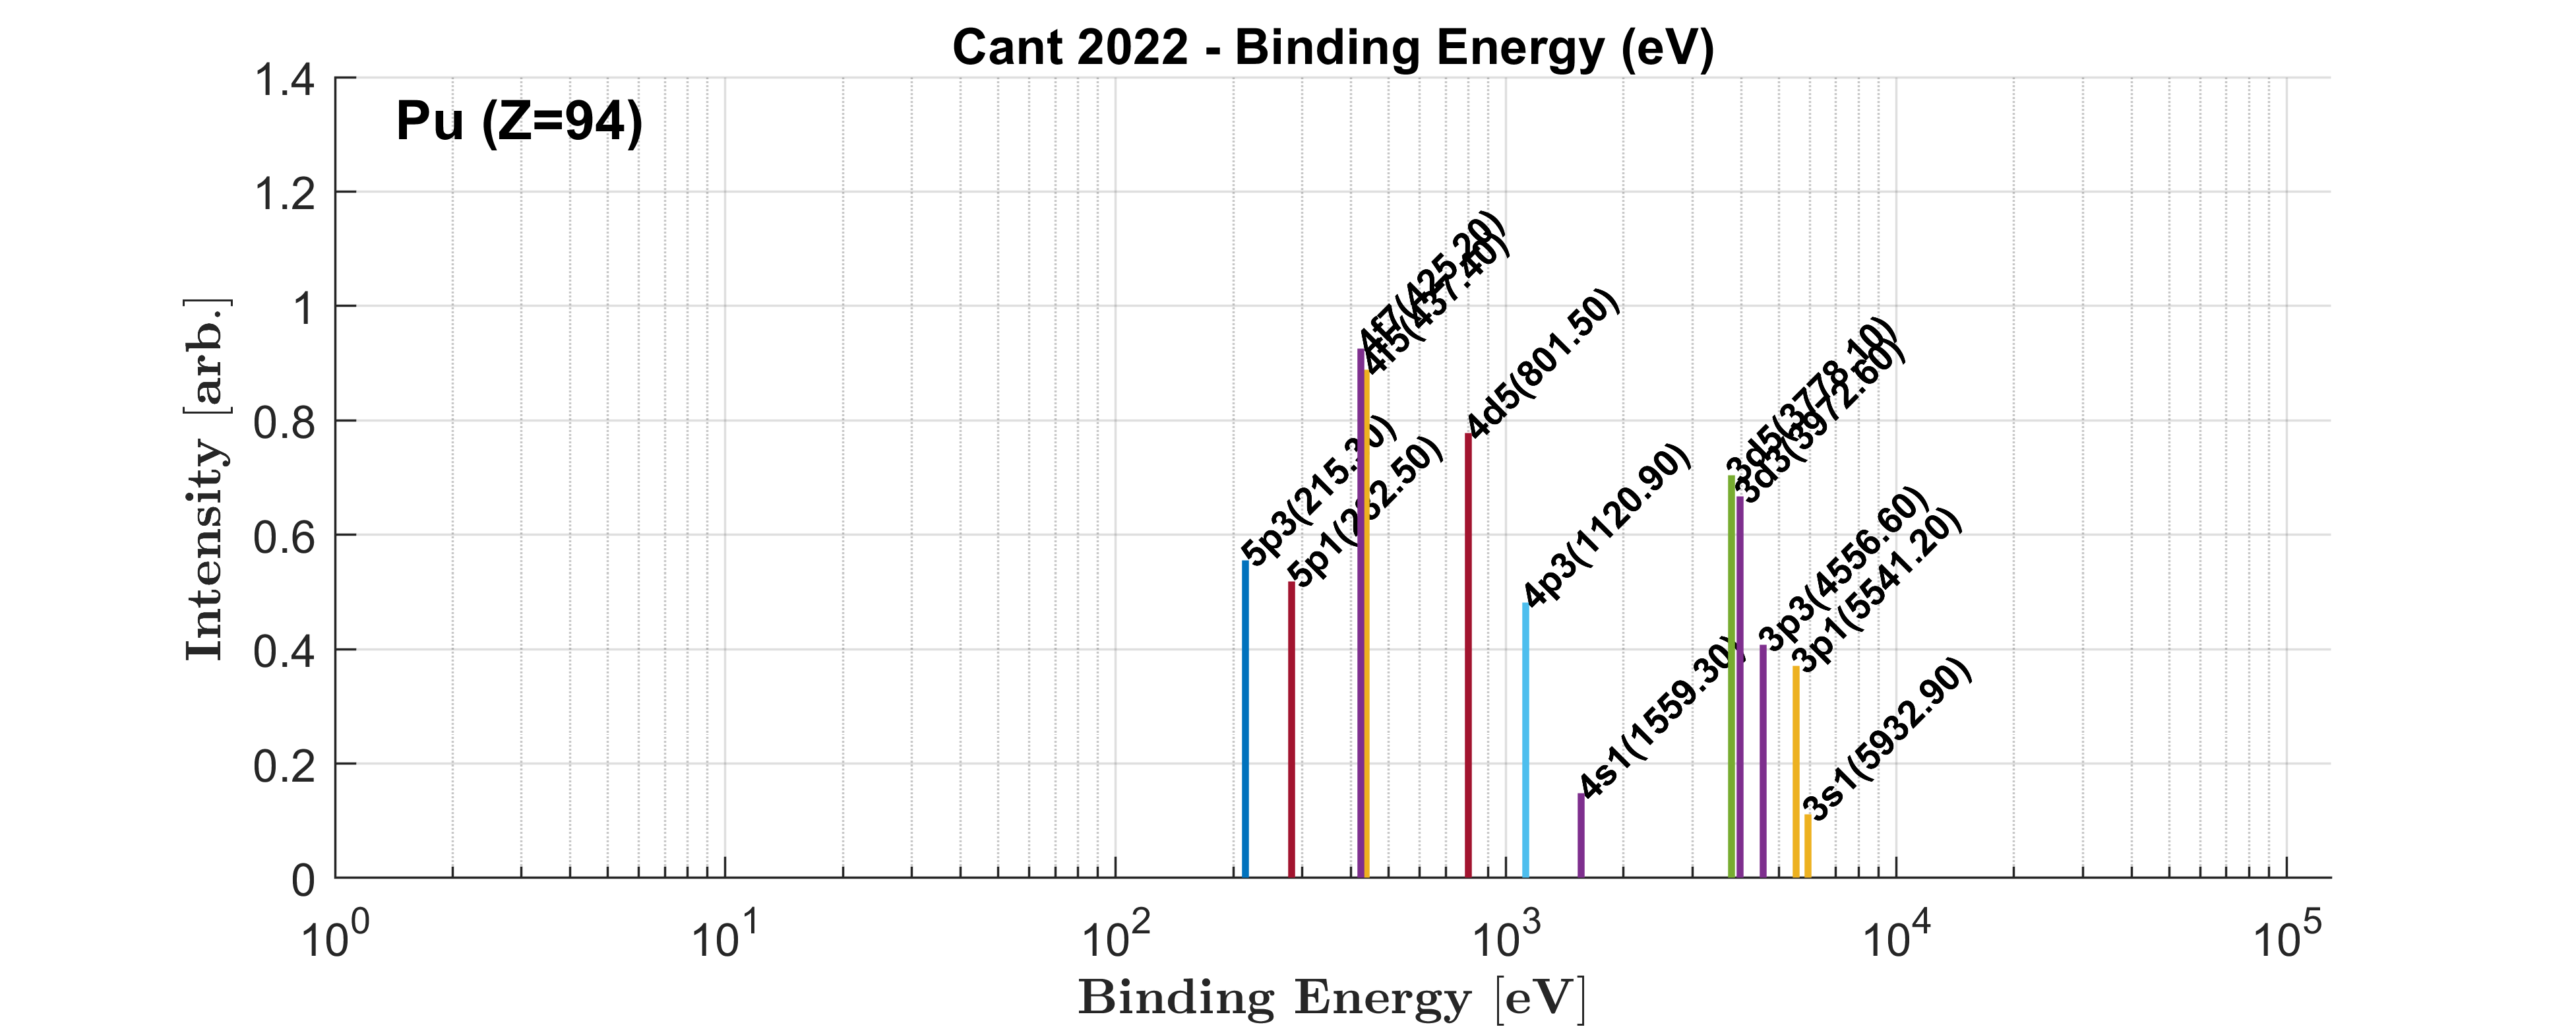 Cant 2022 - Binding Energy (eV)
Pu (Z=94)
Intensity [arb.]
1.4
1.2
1
0.8
0.6
0.4
0.2
0
5p3(215.30)
5p1(282.50)
4f7(425.20)
4f5(437.40)
4d5(801.50)
4p3(1120.90)
4s1(1559.30)
3d5(3778.10)
3d3(3972.60)
3p3(4556.60)
3p1(5541.20)
3s1(5932.90)
10^0 10^1 10^2 10^3 10^4 10^5
Binding Energy [eV]